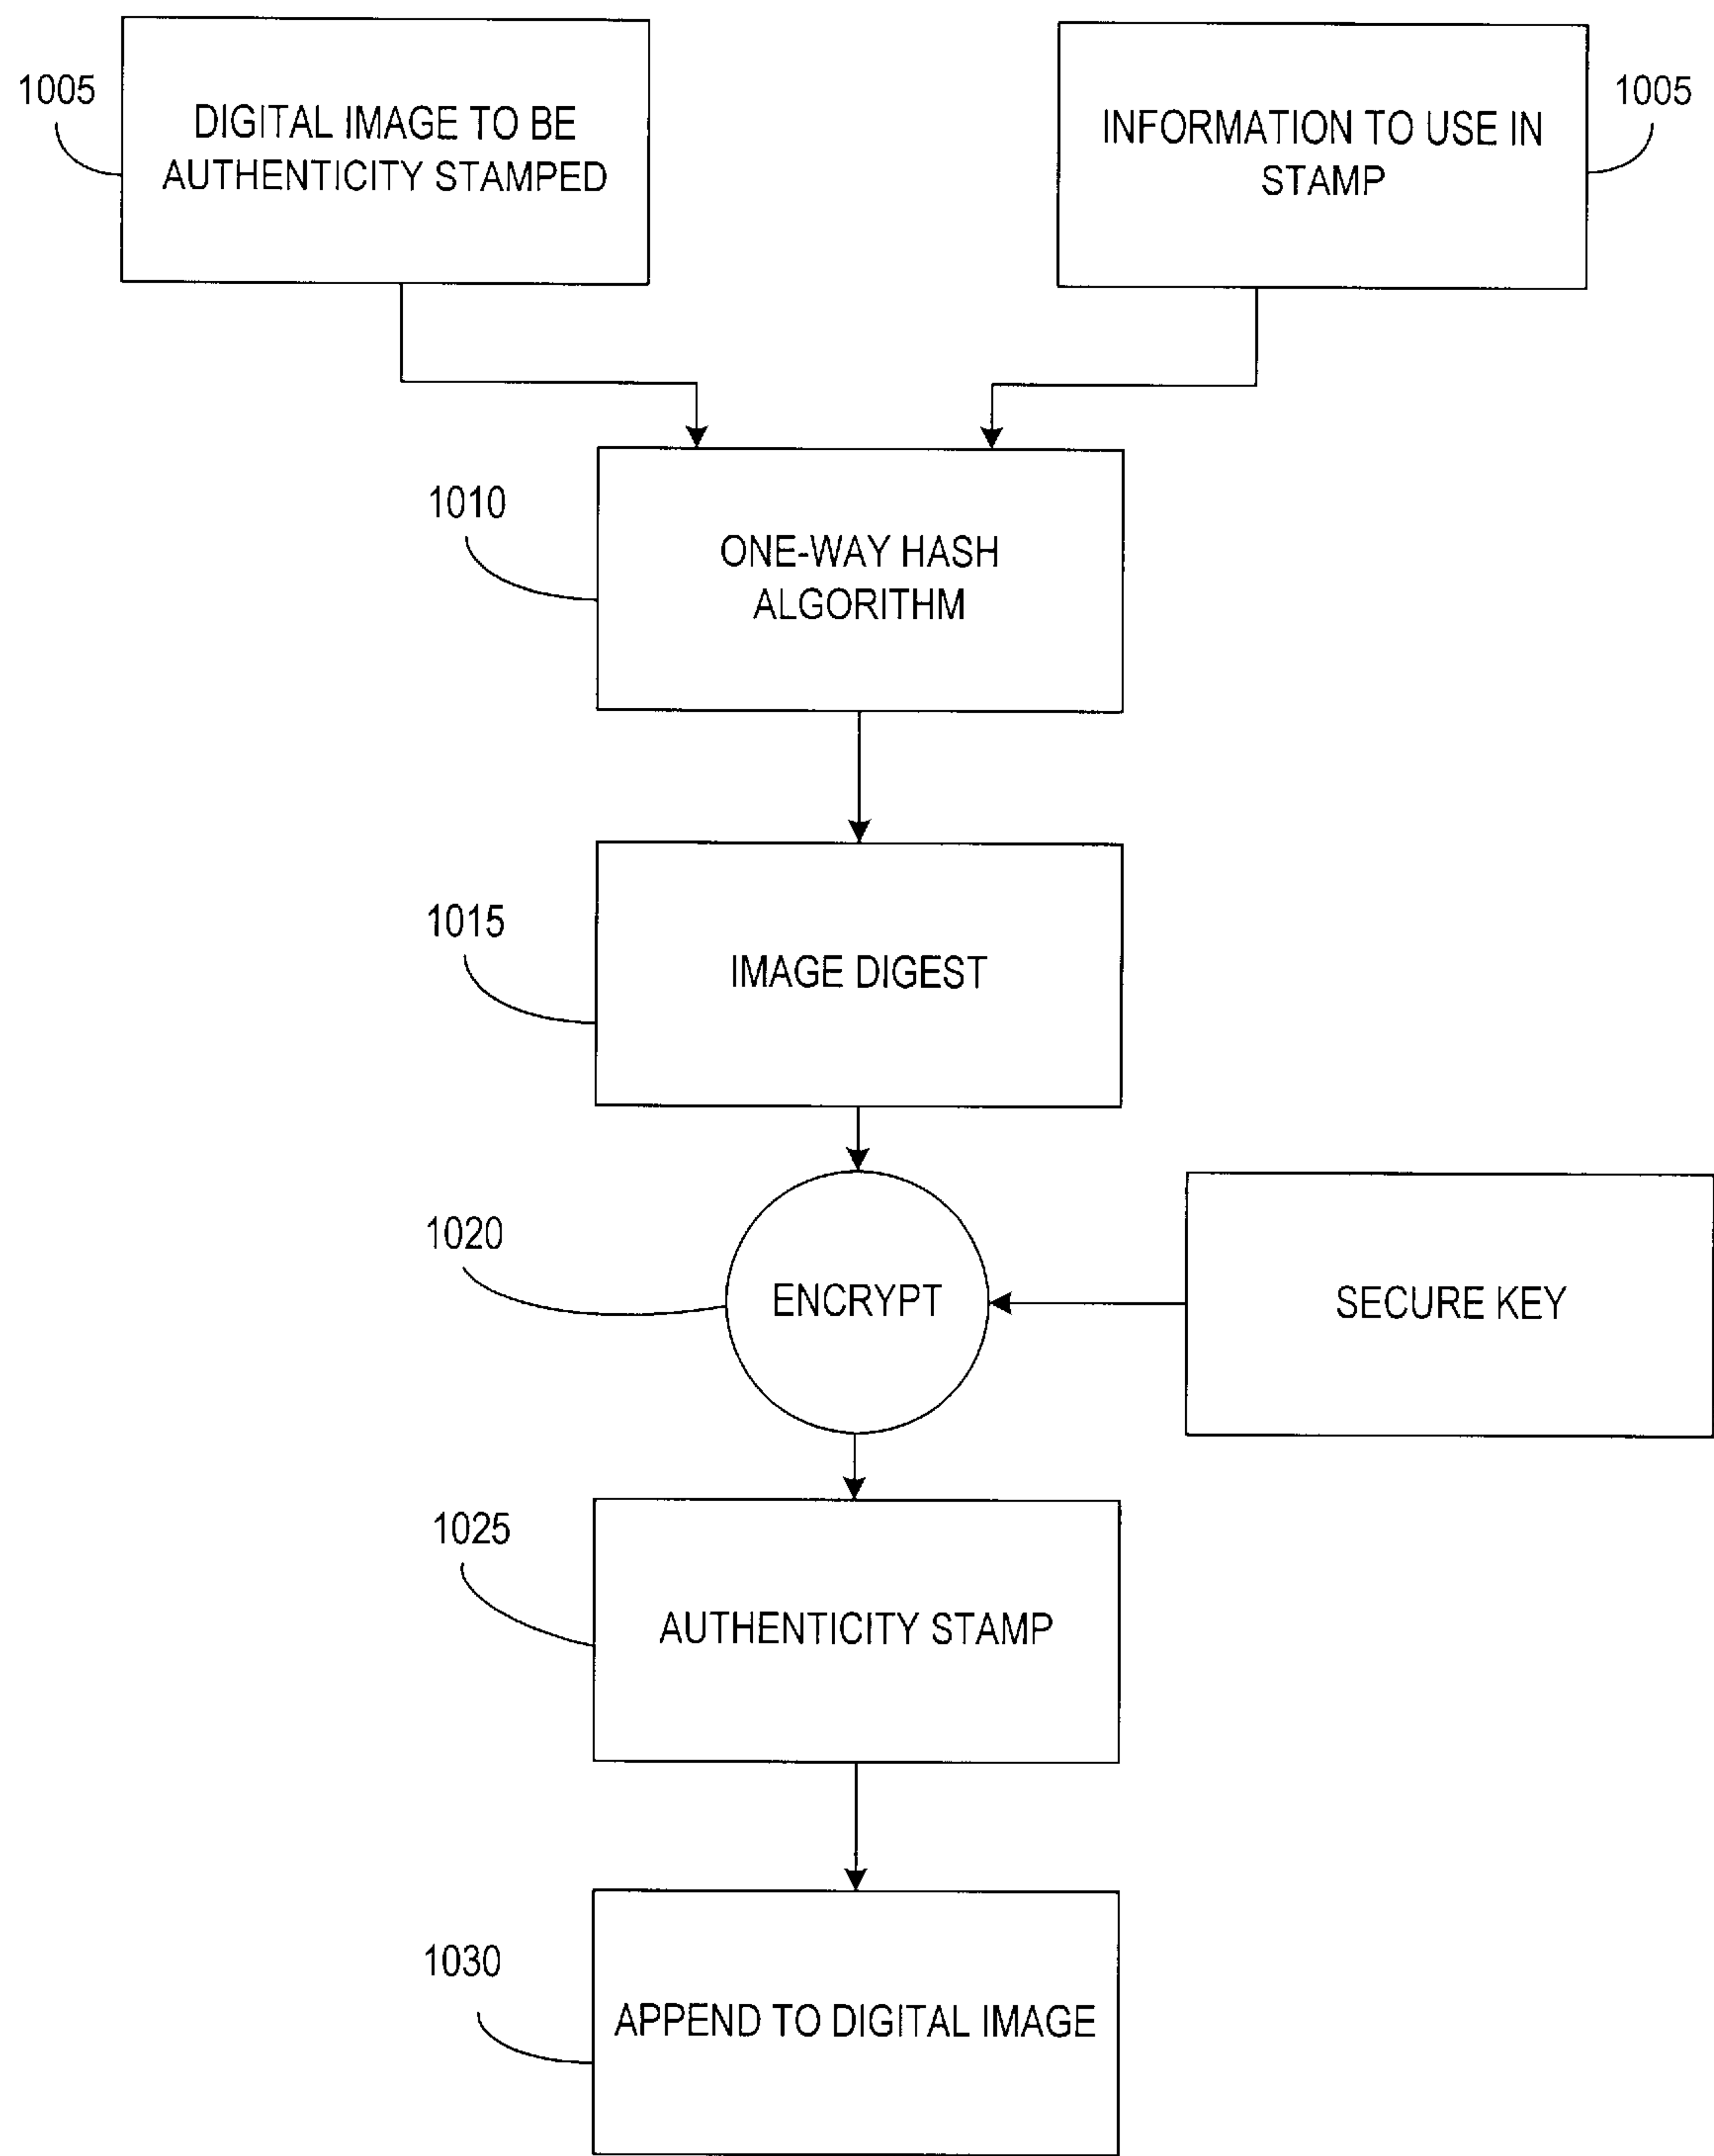 1005
DIGITAL IMAGE TO BE
AUTHENTICITY STAMPED
INFORMATION TO USE IN
STAMP
1005
1010
ONE-WAY HASH
ALGORITHM
1015
IMAGE DIGEST
1020
ENCRYPT
SECURE KEY
1025
AUTHENTICITY STAMP
1030
APPEND TO DIGITAL IMAGE